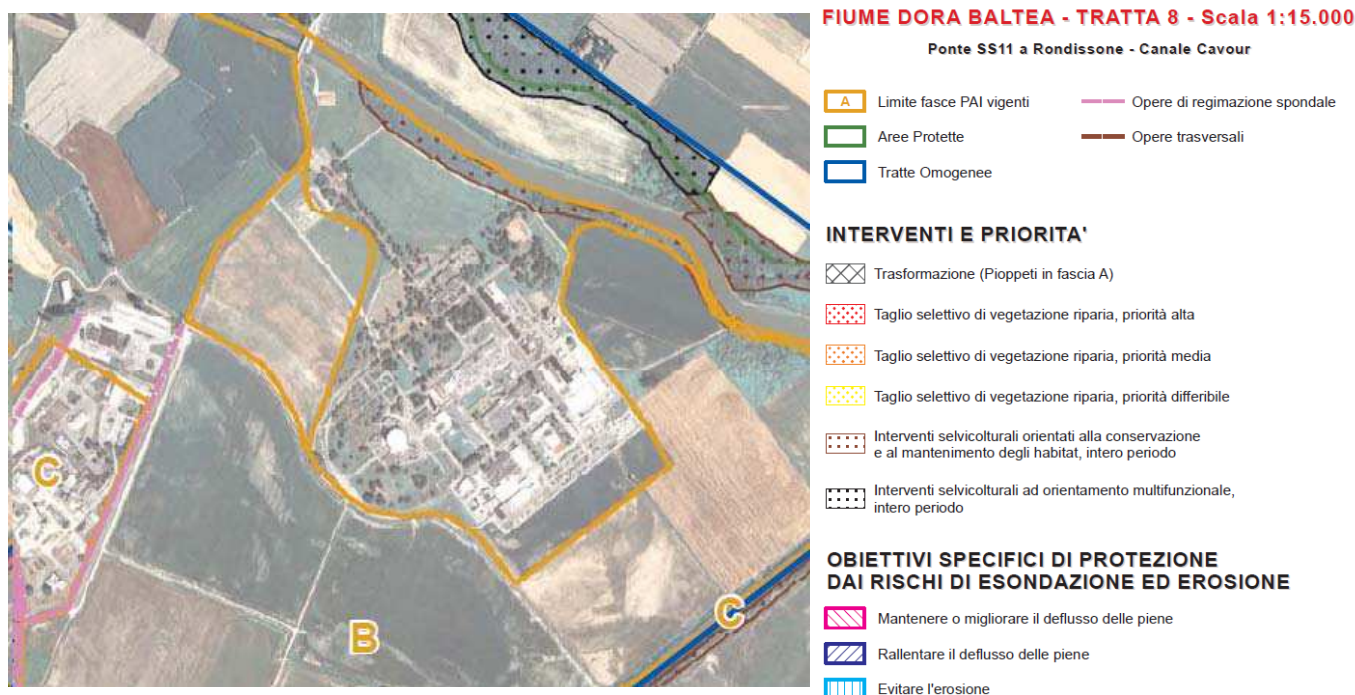 FIUME DORA BALTEA - TRATTA 8 - Scala 1:15.000
Ponte SS11 a Rondissone - Canale Cavour
A Limite fasce PAI vigenti
Opere di regimazione spondale
Aree Protette
Opere trasversali
Tratte Omogenee
INTERVENTI E PRIORITA'
Trasformazione (Pioppeti in fascia A)
Taglio selettivo di vegetazione riparia, priorità alta
Taglio selettivo di vegetazione riparia, priorità media
Taglio selettivo di vegetazione riparia, priorità differibile
Interventi selvicolturali orientati alla conservazione
e al mantenimento degli habitat, intero periodo
Interventi selvicolturali ad orientamento multifunzionale,
intero periodo
OBIETTIVI SPECIFICI DI PROTEZIONE
DAI RISCHI DI ESONDAZIONE ED EROSIONE
Mantenere o migliorare il deflusso delle piene
Rallentare il deflusso delle piene
Evitare l'erosione
C
C
B